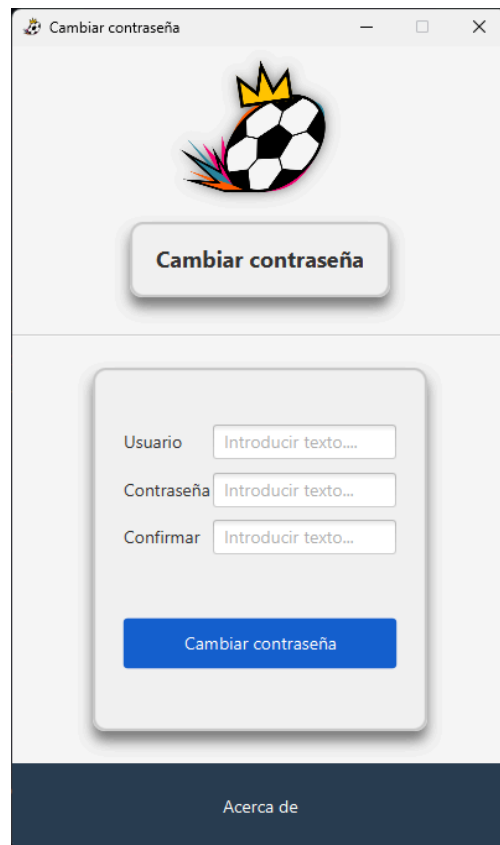 Cambiar contraseña
Cambiar contraseña
Usuario Introducir texto....
Contraseña Introducir texto...
Confirmar Introducir texto...
Cambiar contraseña
Acerca de